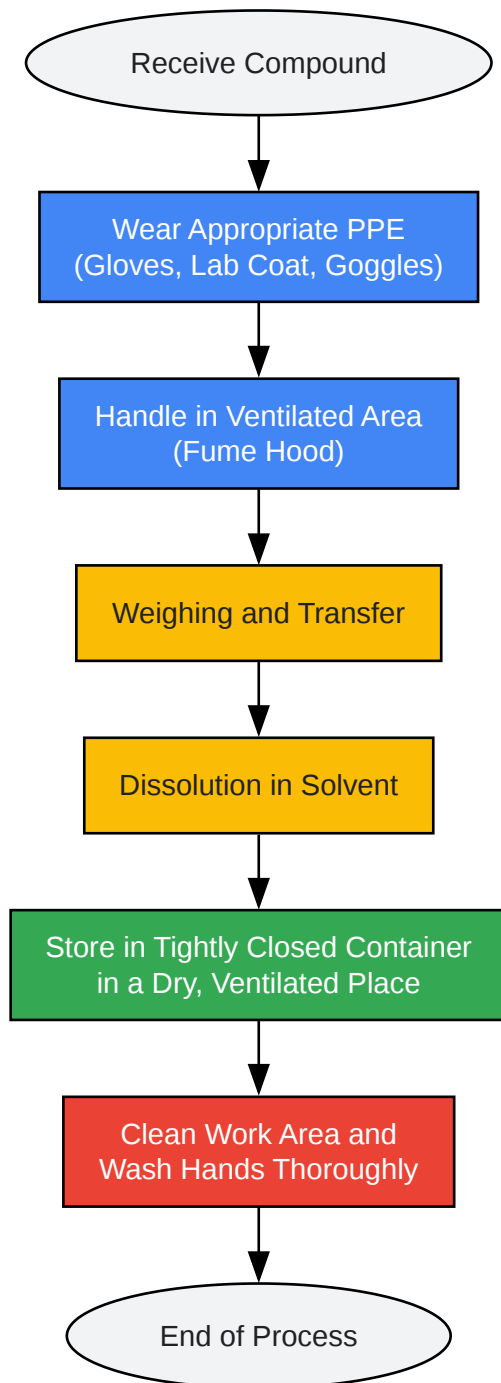 Receive Compound
Wear Appropriate PPE
(Gloves, Lab Coat, Goggles)
Handle in Ventilated Area
(Fume Hood)
Weighing and Transfer
Dissolution in Solvent
Store in Tightly Closed Container
in a Dry, Ventilated Place
Clean Work Area and
Wash Hands Thoroughly
End of Process